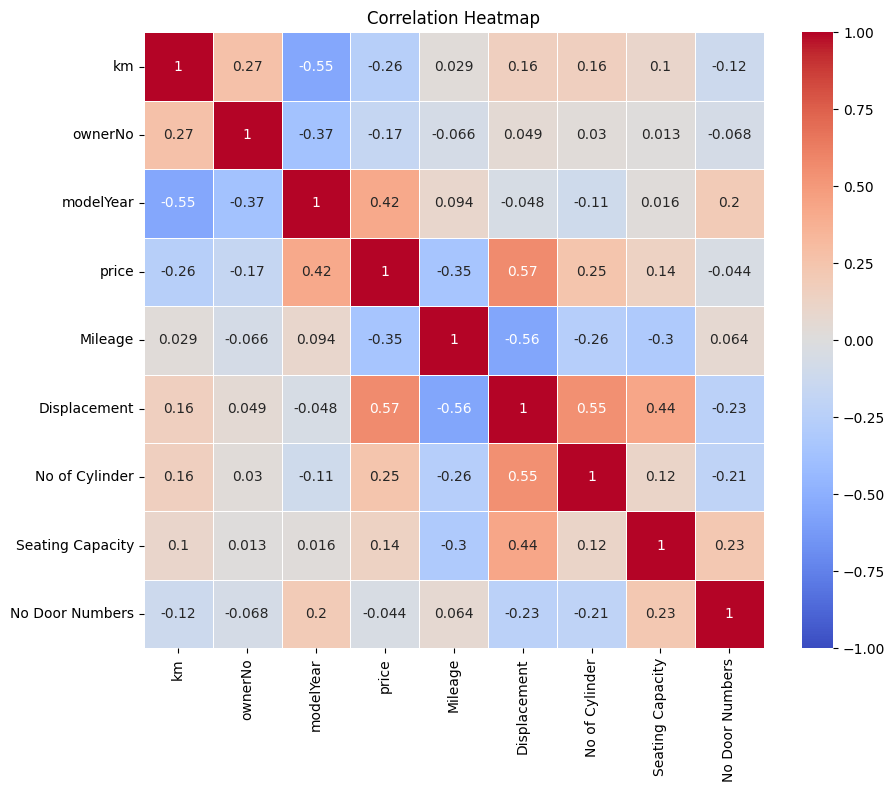 Correlation Heatmap
km 1 0.27 -0.55 -0.26 0.029 0.16 0.16 0.1 -0.12
ownerNo 0.27 1 -0.37 -0.17 -0.066 0.049 0.03 0.013 -0.068
modelYear -0.55 -0.37 1 0.42 0.094 -0.048 -0.11 0.016 0.2
price -0.26 -0.17 0.42 1 -0.35 0.57 0.25 0.14 -0.044
Mileage 0.029 -0.066 0.094 -0.35 1 -0.56 -0.26 -0.3 0.064
Displacement 0.16 0.049 -0.048 0.57 -0.56 1 0.55 0.44 -0.23
No of Cylinder 0.16 0.03 -0.11 0.25 -0.26 0.55 1 0.12 -0.21
Seating Capacity 0.1 0.013 0.016 0.14 -0.3 0.44 0.12 1 0.23
No Door Numbers -0.12 -0.068 0.2 -0.044 0.064 -0.23 -0.21 0.23 1
km
ownerNo
modelYear
price
Mileage
Displacement
No of Cylinder
Seating Capacity
No Door Numbers
1.00
0.75
0.50
0.25
0.00
−0.25
−0.50
−0.75
−1.00